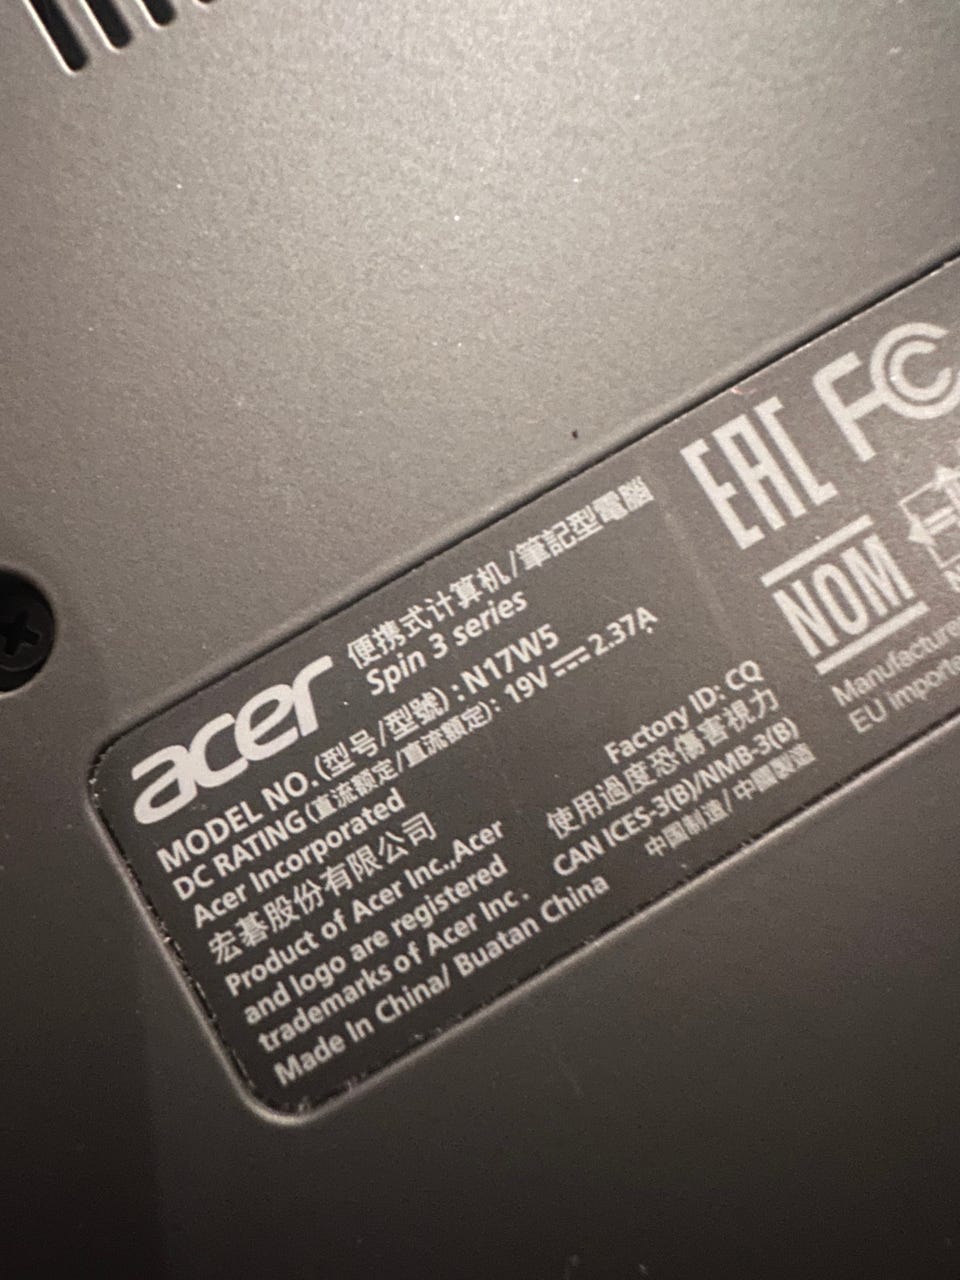 acer
便携式计算机/筆記型電腦
Spin 3 series
MODEL NO.(型号/型號) : N17W5
DC RATING(直流额定/直流額定): 19V⎓2.37A
Acer Incorporated
宏碁股份有限公司
Product of Acer Inc.,Acer
and logo are registered
trademarks of Acer Inc.
Made In China/ Buatan China
Factory ID: CQ
使用過度恐傷害視力
CAN ICES-3(B)/NMB-3(B)
中国制造/中國製造
EAC FC
NOM
Manufacturer
EU importe